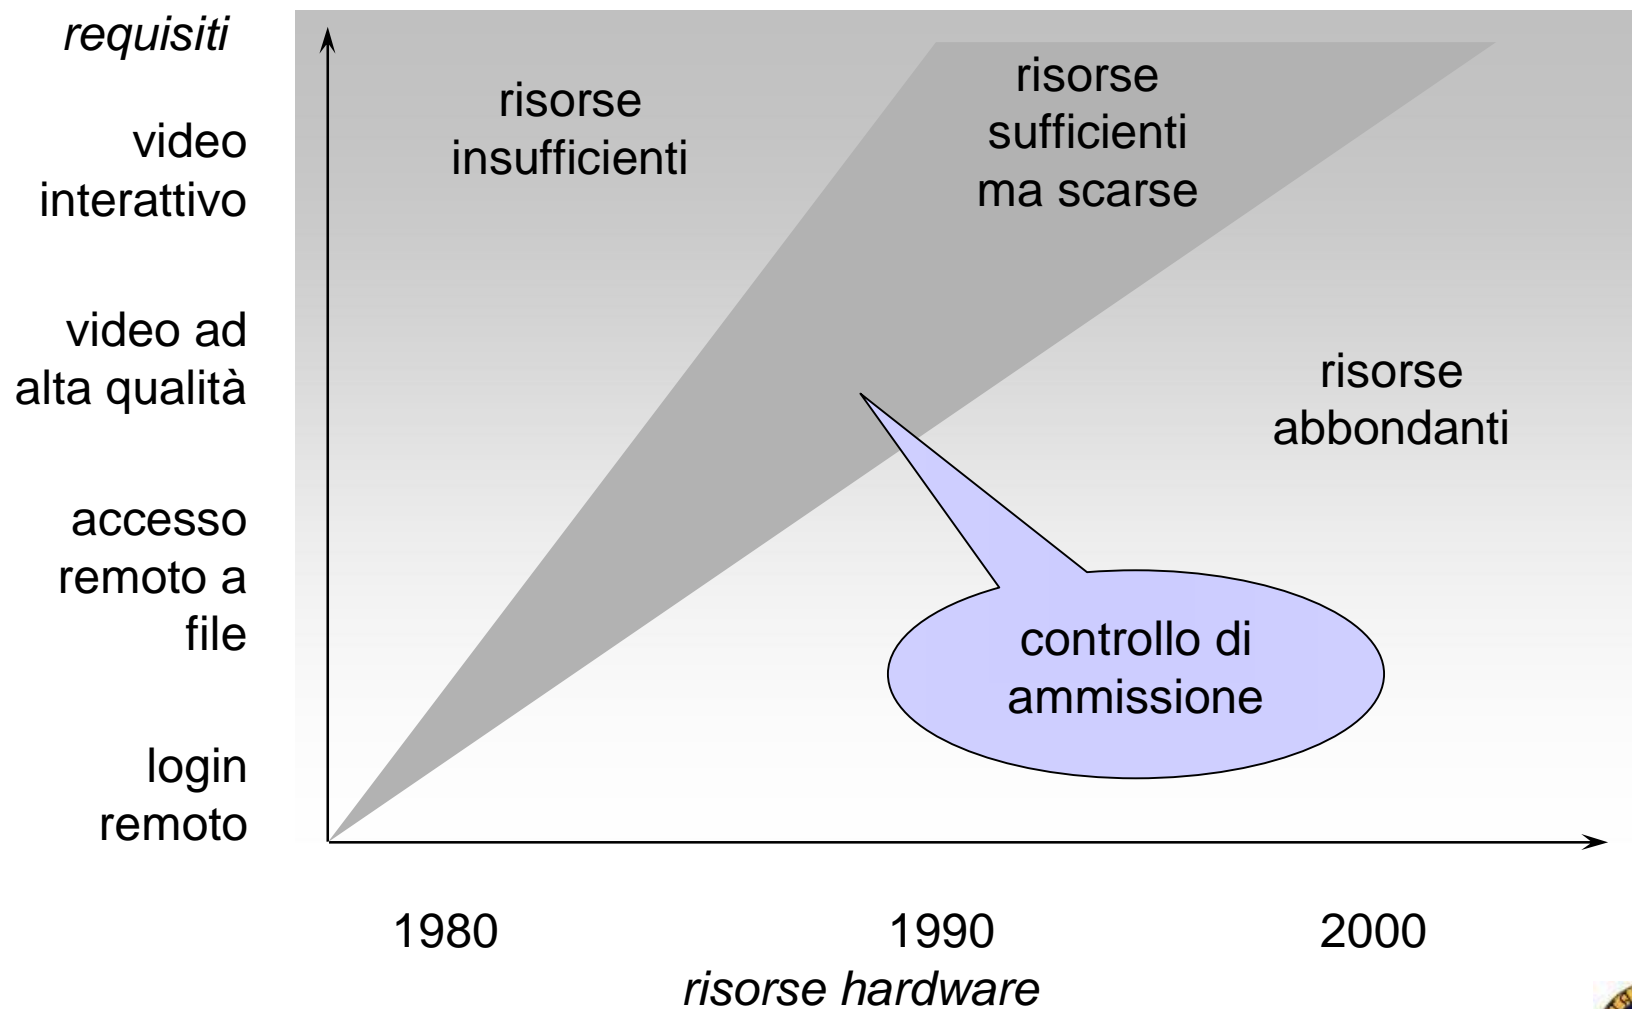 requisiti
video
interattivo
video ad
alta qualità
accesso
remoto a
file
login
remoto
risorse
insufficienti
risorse
sufficienti
ma scarse
risorse
abbondanti
controllo di
ammissione
1980 1990 2000
risorse hardware